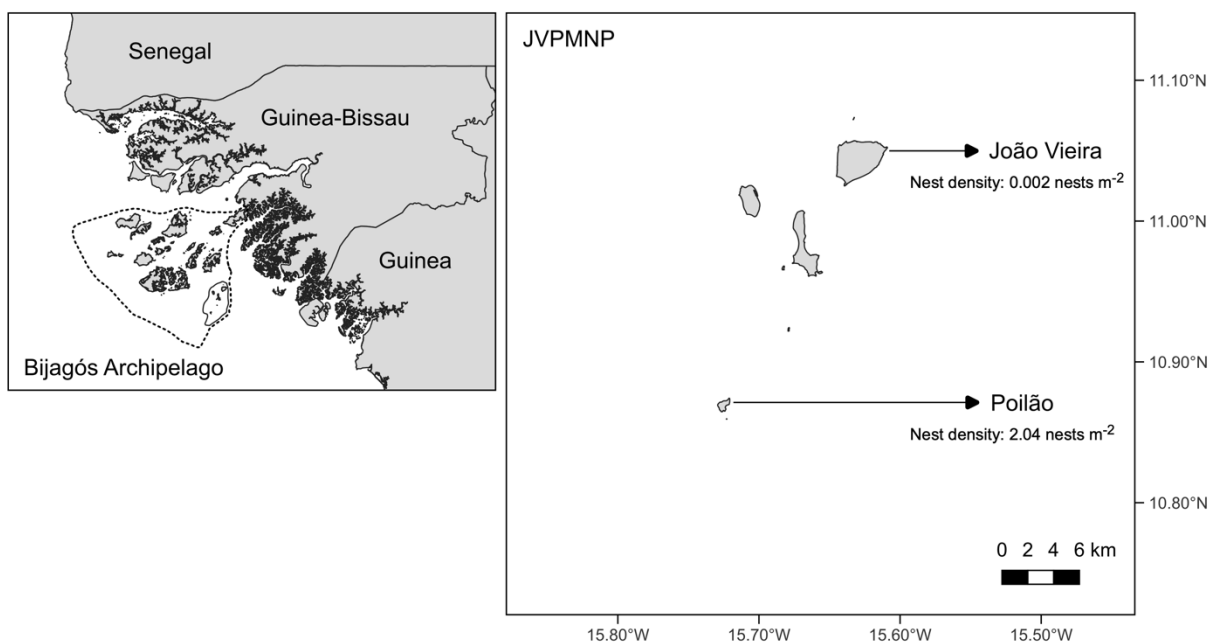 Senegal
Guinea-Bissau
Guinea
Bijagós Archipelago
JVPMNP
João Vieira
Nest density: 0.002 nests m⁻²
Poilão
Nest density: 2.04 nests m⁻²
0 2 4 6 km
11.10°N
11.00°N
10.90°N
10.80°N
15.80°W 15.70°W 15.60°W 15.50°W